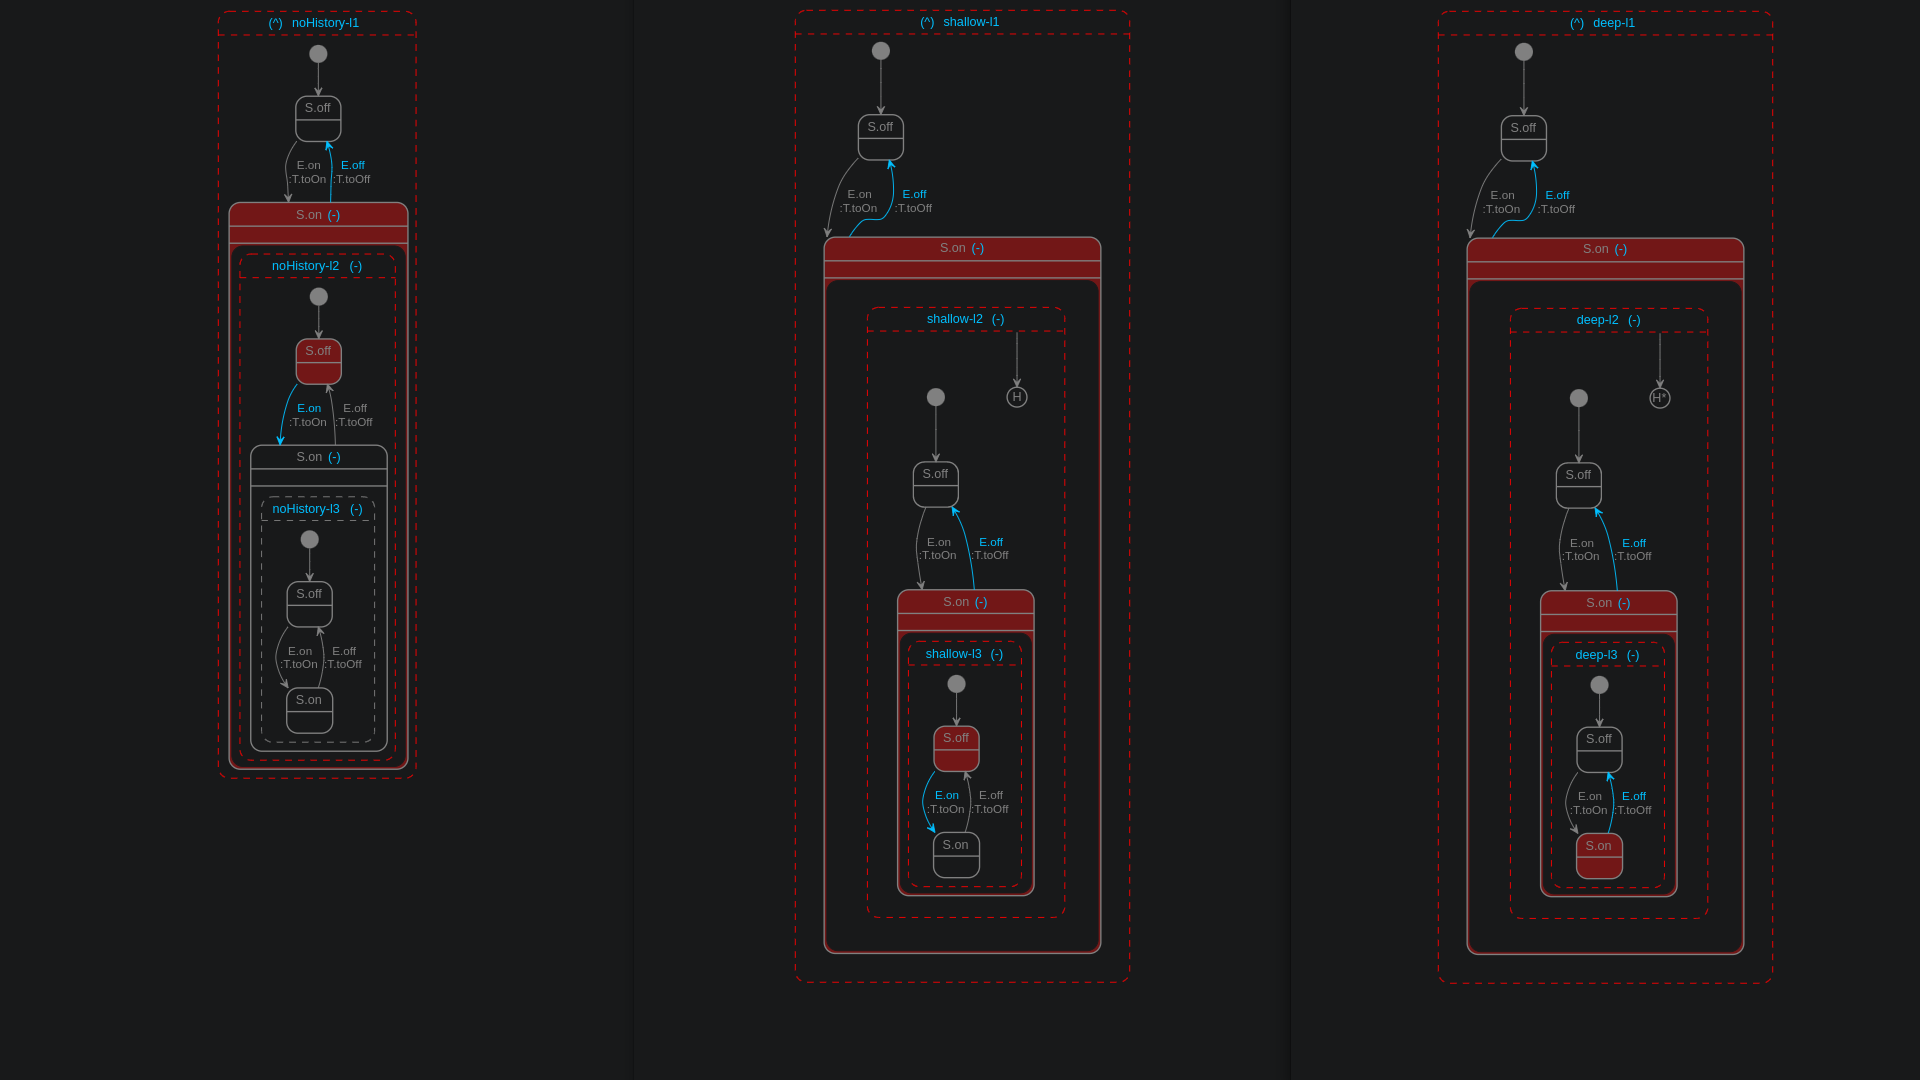 (^) noHistory-l1
S.off
E.on
:T.toOn
E.off
:T.toOff
S.on (-)
noHistory-l2 (-)
S.off
E.on
:T.toOn
E.off
:T.toOff
S.on (-)
noHistory-l3 (-)
S.off
E.on
:T.toOn
E.off
:T.toOff
S.on
(^) shallow-l1
S.off
E.on
:T.toOn
E.off
:T.toOff
S.on (-)
shallow-l2 (-)
H
S.off
E.on
:T.toOn
E.off
:T.toOff
S.on (-)
shallow-l3 (-)
S.off
E.on
:T.toOn
E.off
:T.toOff
S.on
(^) deep-l1
S.off
E.on
:T.toOn
E.off
:T.toOff
S.on (-)
deep-l2 (-)
H*
S.off
E.on
:T.toOn
E.off
:T.toOff
S.on (-)
deep-l3 (-)
S.off
E.on
:T.toOn
E.off
:T.toOff
S.on